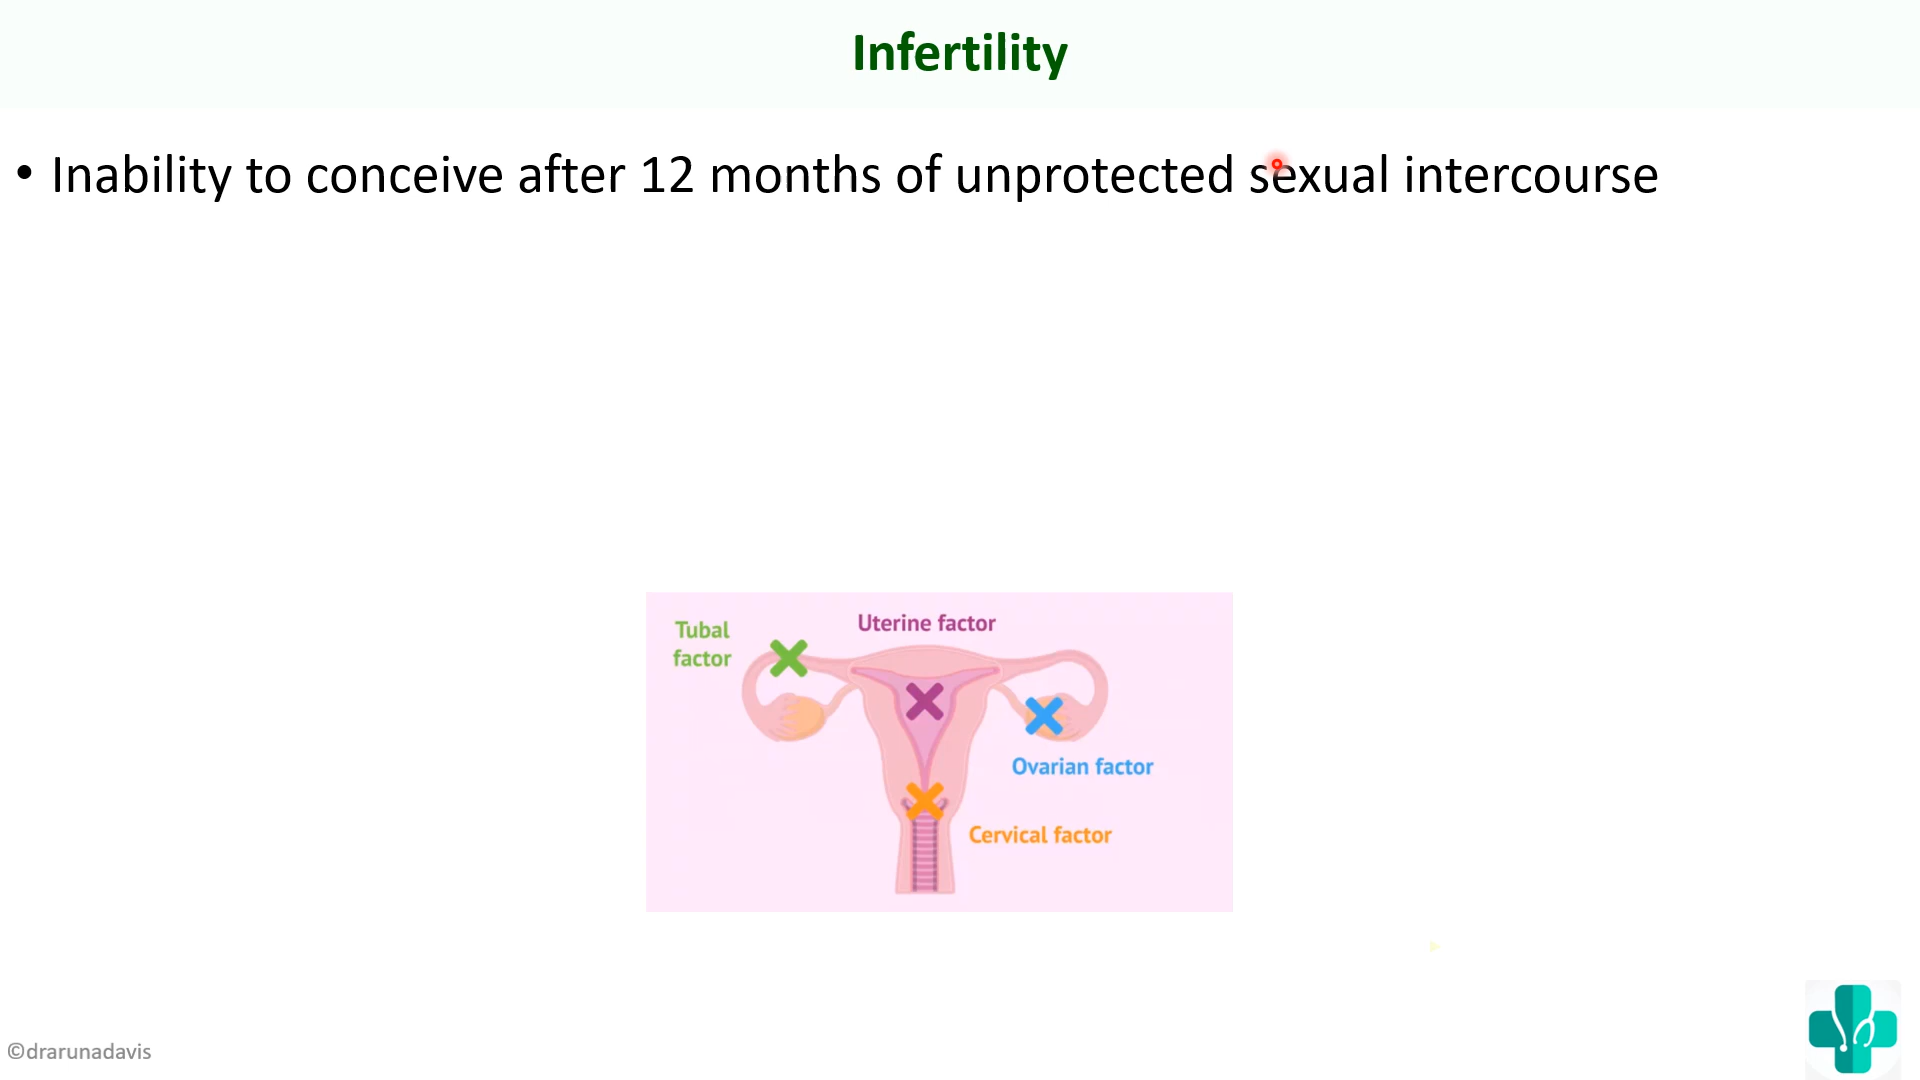 Infertility
• Inability to conceive after 12 months of unprotected sexual intercourse
Tubal
factor
Uterine factor
Ovarian factor
Cervical factor
©drarunadavis